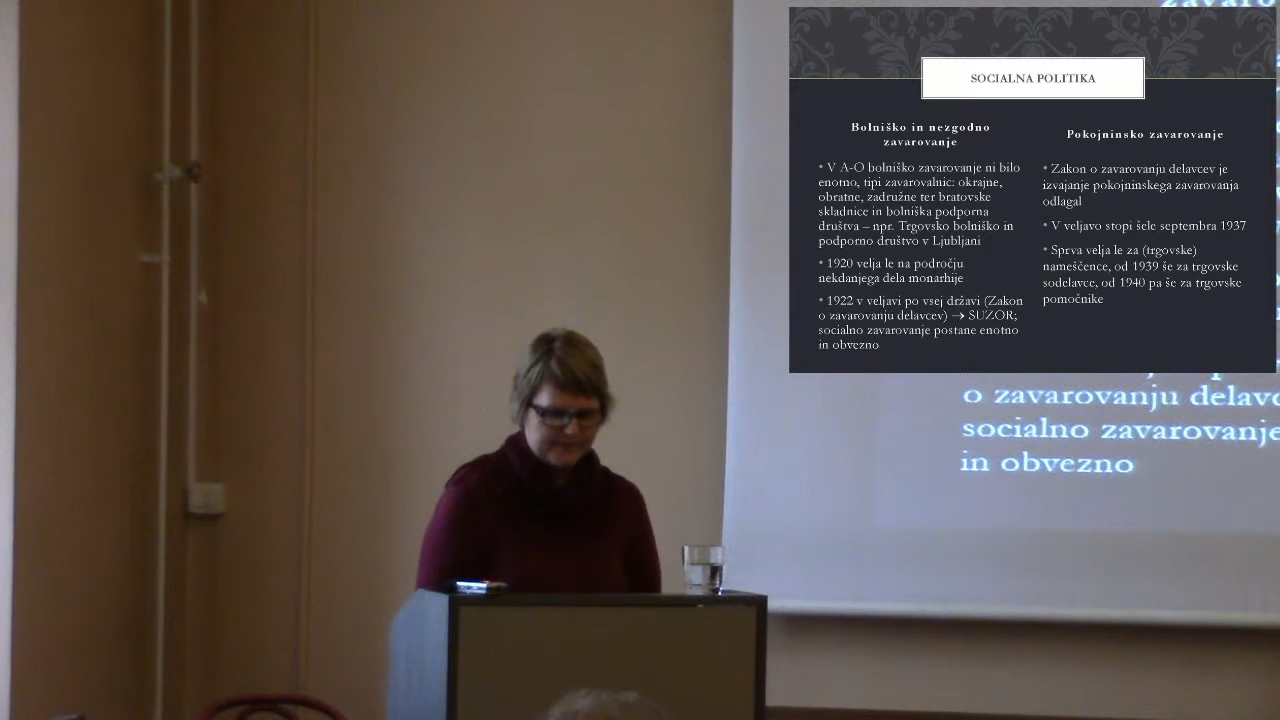 SOCIALNA POLITIKA
Bolniško in nezgodno
zavarovanje
• V A-O bolniško zavarovanje ni bilo
enotno, tipi zavarovalnic: okrajne,
obratne, zadružne ter bratovske
skladnice in bolniška podporna
društva – npr. Trgovsko bolniško in
podporno društvo v Ljubljani
• 1920 velja le na področju
nekdanjega dela monarhije
• 1922 v veljavi po vsej državi (Zakon
o zavarovanju delavcev) → SUZOR;
socialno zavarovanje postane enotno
in obvezno
Pokojninsko zavarovanje
• Zakon o zavarovanju delavcev je
izvajanje pokojninskega zavarovanja
odlagal
• V veljavo stopi šele septembra 1937
• Sprva velja le za (trgovske)
nameščence, od 1939 še za trgovske
sodelavce, od 1940 pa še za trgovske
pomočnike
o zavarovanju delavc
socialno zavarovanje
in obvezno